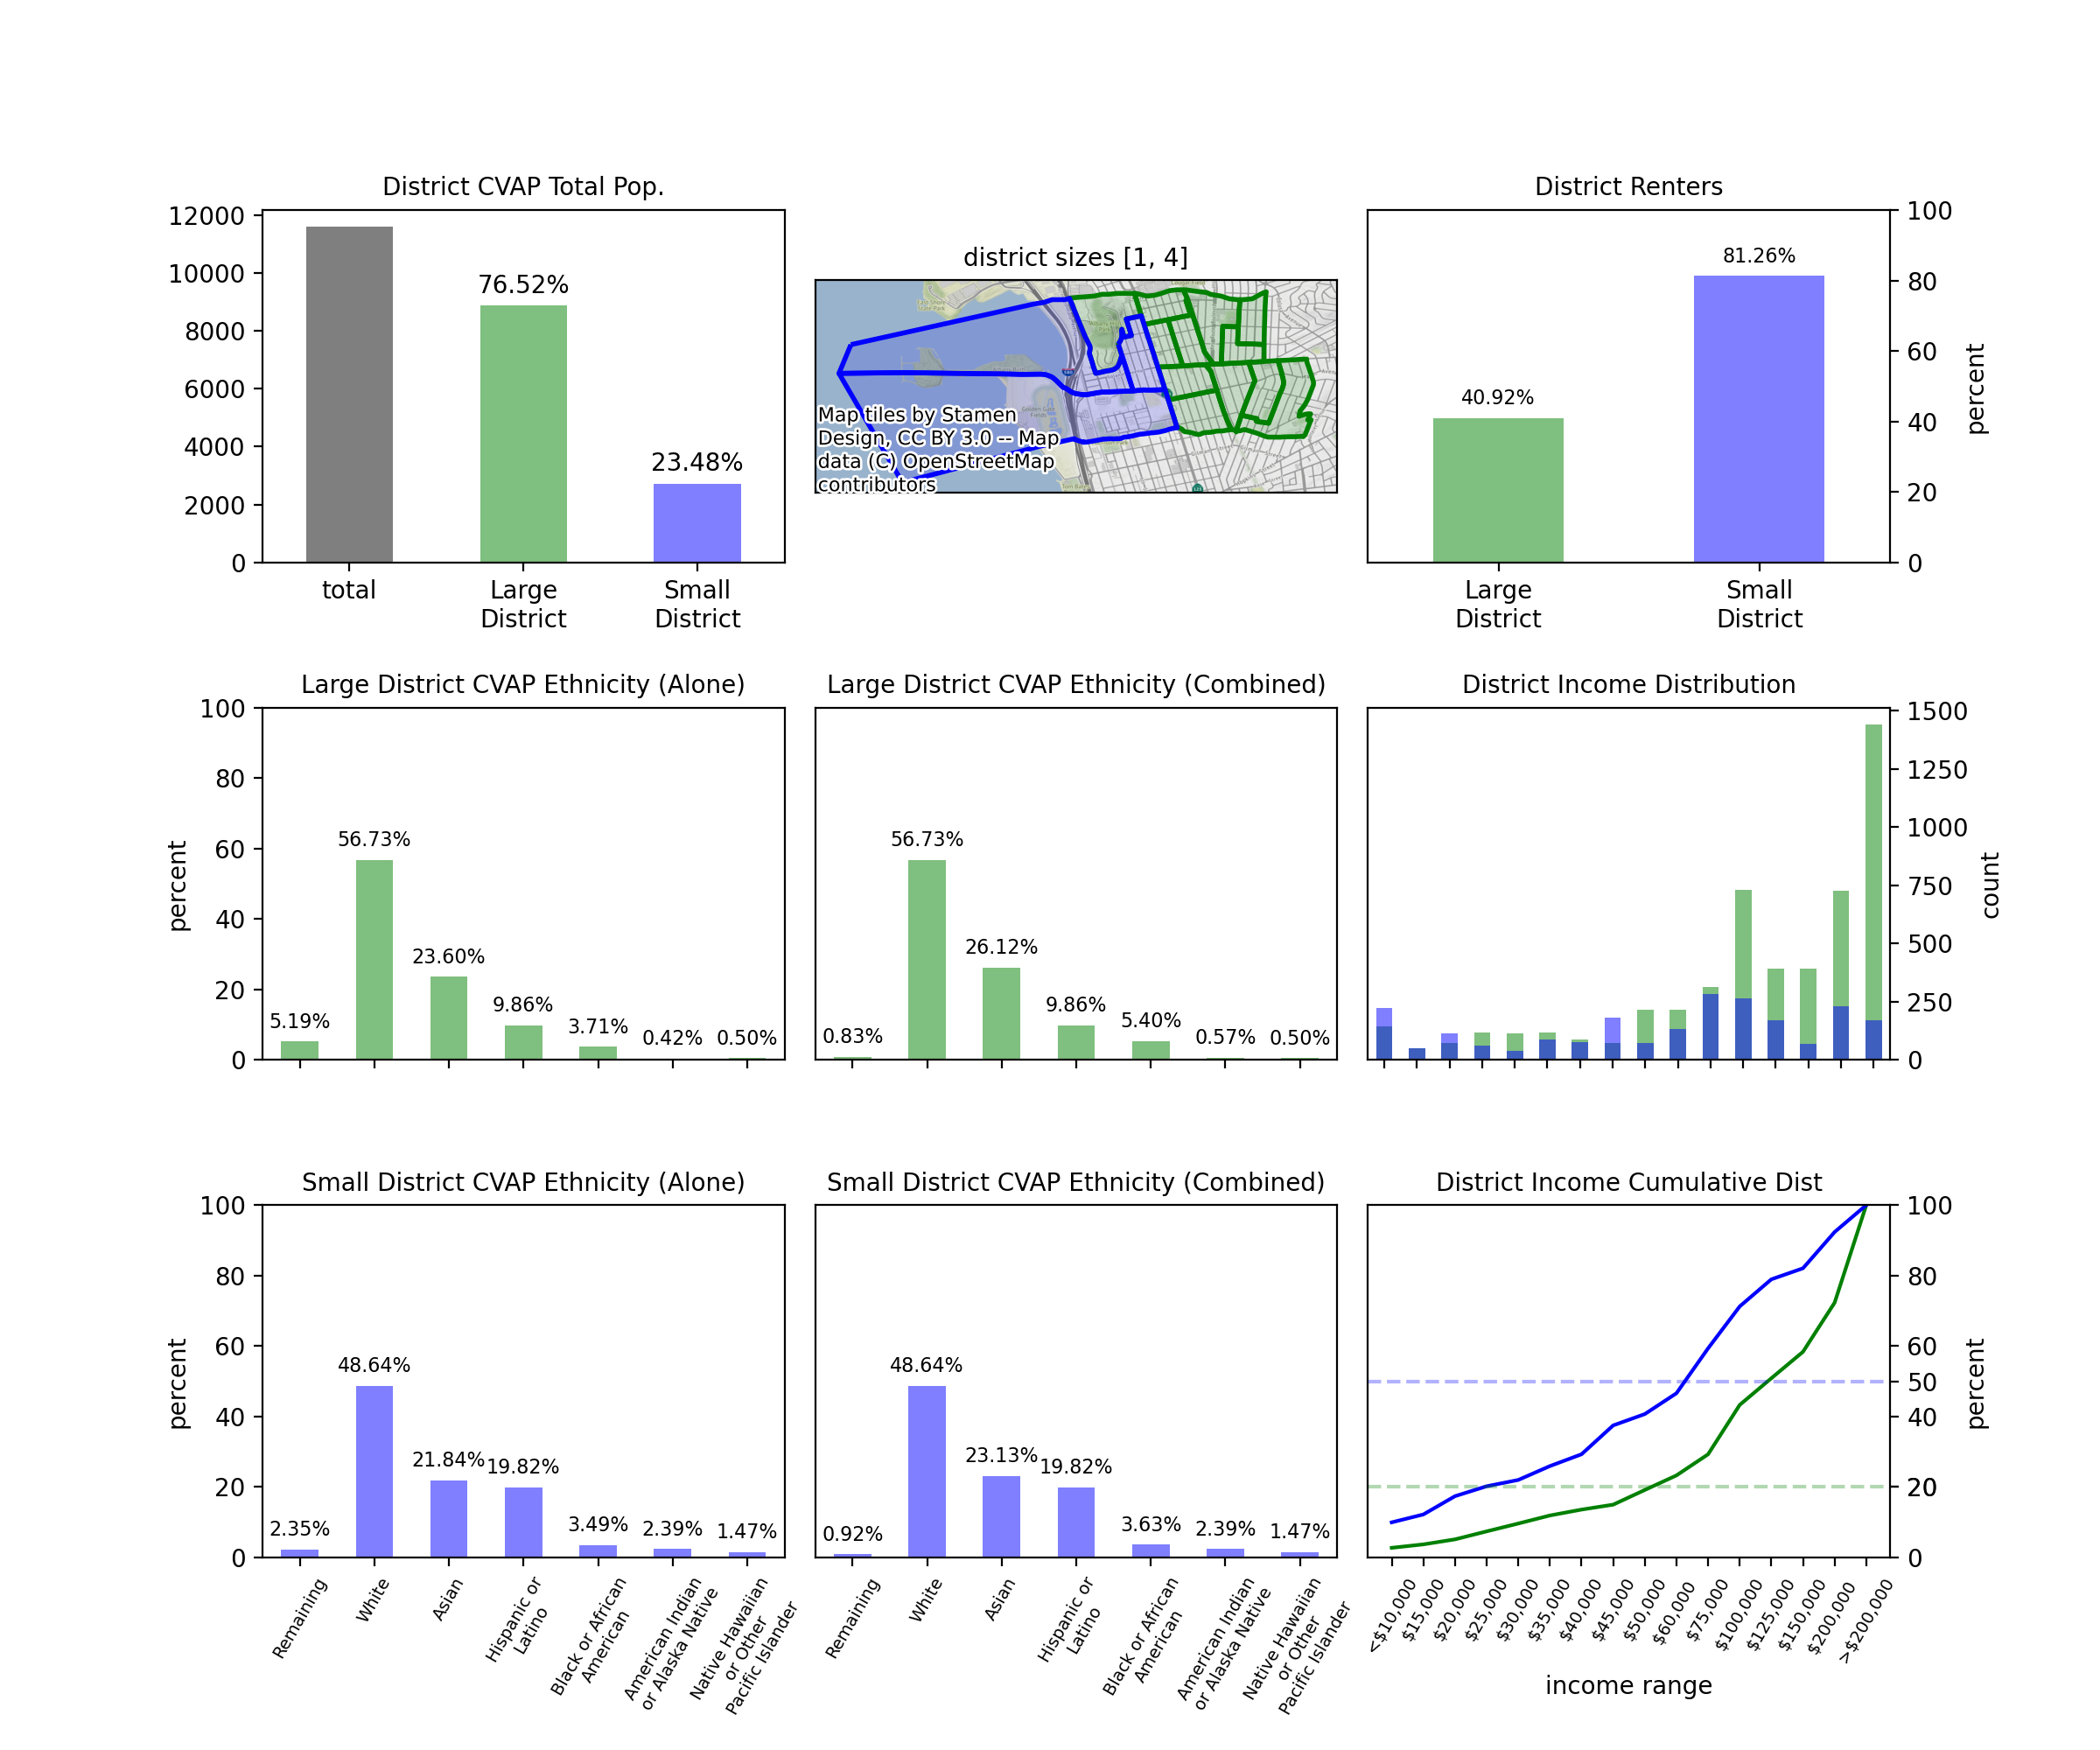 District CVAP Total Pop.
12000
10000
8000
6000
4000
2000
0
76.52%
23.48%
total
Large
District
Small
District
district sizes [1, 4]
Map tiles by Stamen
Design, CC BY 3.0 -- Map
data (C) OpenStreetMap
contributors
District Renters
40.92%
81.26%
100
80
60
40
20
0
percent
Large
District
Small
District
Large District CVAP Ethnicity (Alone)
percent
100
80
60
40
20
0
5.19%
56.73%
23.60%
9.86%
3.71%
0.42%
0.50%
Large District CVAP Ethnicity (Combined)
0.83%
56.73%
26.12%
9.86%
5.40%
0.57%
0.50%
District Income Distribution
1500
1250
1000
750
500
250
0
count
Small District CVAP Ethnicity (Alone)
percent
100
80
60
40
20
0
2.35%
48.64%
21.84%
19.82%
3.49%
2.39%
1.47%
Remaining
White
Asian
Hispanic or
Latino
Black or African
American
American Indian
or Alaska Native
Native Hawaiian
or Other
Pacific Islander
Small District CVAP Ethnicity (Combined)
0.92%
48.64%
23.13%
19.82%
3.63%
2.39%
1.47%
Remaining
White
Asian
Hispanic or
Latino
Black or African
American
American Indian
or Alaska Native
Native Hawaiian
or Other
Pacific Islander
District Income Cumulative Dist
100
80
60
50
40
20
0
percent
<$10,000
$15,000
$20,000
$25,000
$30,000
$35,000
$40,000
$45,000
$50,000
$60,000
$75,000
$100,000
$125,000
$150,000
$200,000
>$200,000
income range